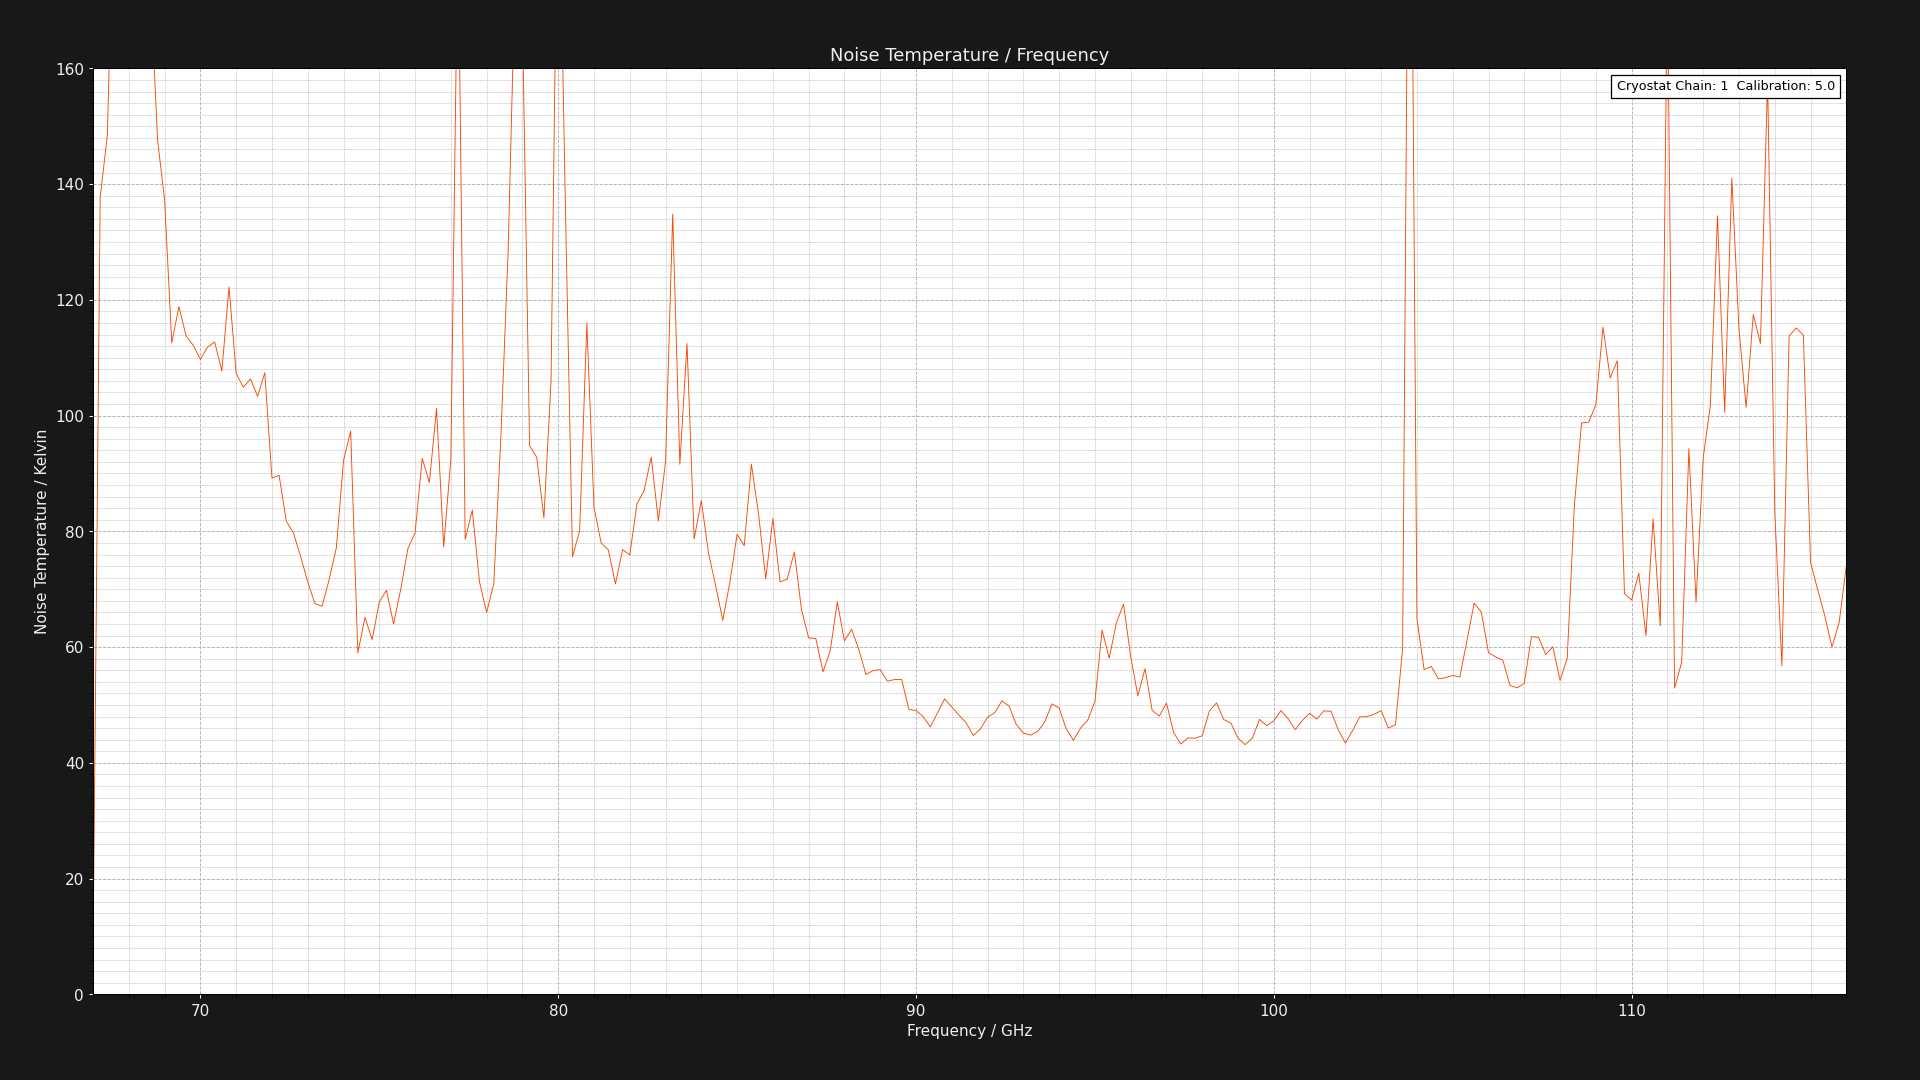 Noise Temperature / Frequency
Cryostat Chain: 1  Calibration: 5.0
160
140
120
100
80
60
40
20
0
Noise Temperature / Kelvin
70 80 90 100 110
Frequency / GHz